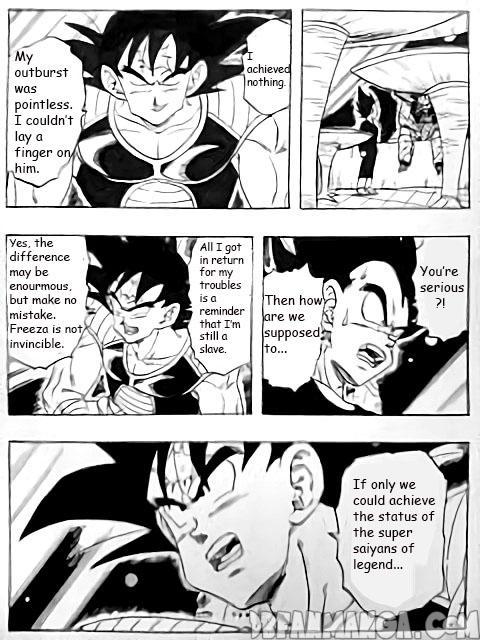 I
achieved
nothing.
My
outburst
was
pointless.
I couldn't
lay a
finger on
him.
You're
serious
?!
Then how
are we
supposed
to...
All I got
in return
for my
troubles
is a
reminder
that I'm
still a
slave.
Yes, the
difference
may be
enourmous,
but make no
mistake.
Freeza is not
invincible.
If only we
could achieve
the status of
the super
saiyans of
legend...
DBFANMANGA.COM